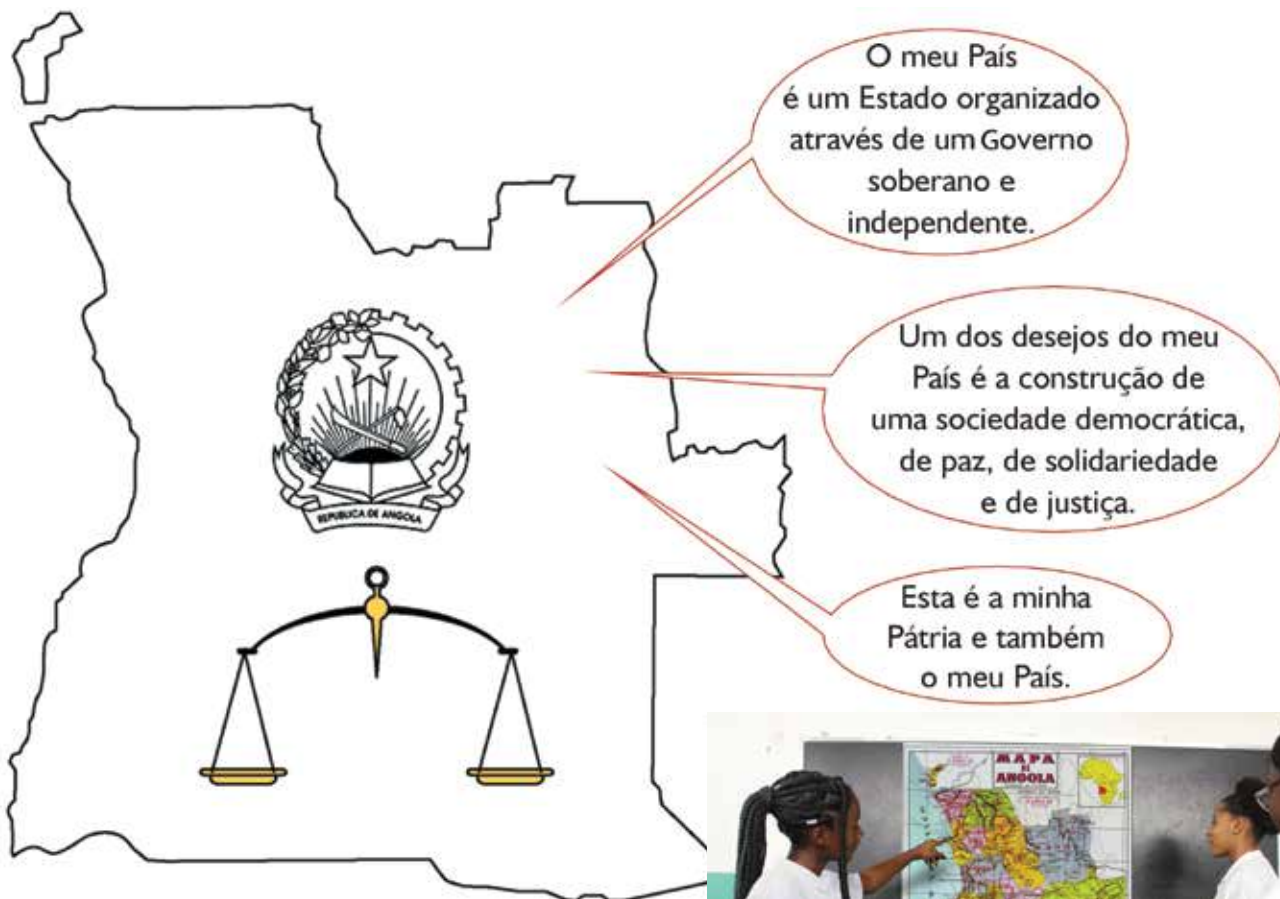 O meu País
é um Estado organizado
através de um Governo
soberano e
independente.
Um dos desejos do meu
País é a construção de
uma sociedade democrática,
de paz, de solidariedade
e de justiça.
REPÚBLICA DE ANGOLA
Esta é a minha
Pátria e também
o meu País.
MAPA
DE
ANGOLA